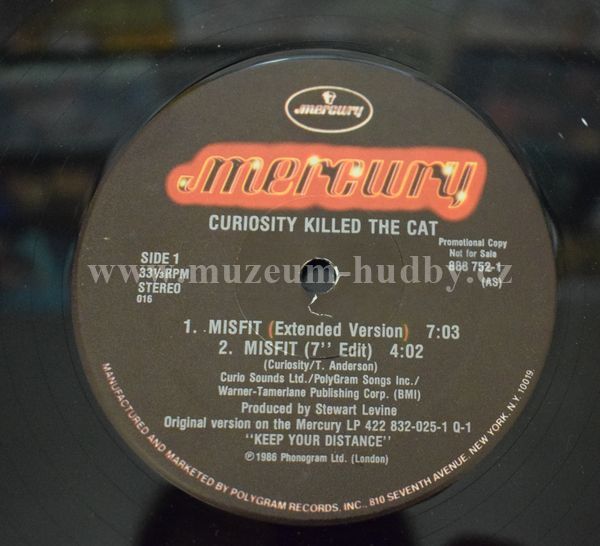 mercury
mercury
CURIOSITY KILLED THE CAT
SIDE 1
33⅓ RPM
STEREO
016
Promotional Copy
Not for Sale
888 752-1
(AS)
www.muzeum-hudby.cz
1. MISFIT (Extended Version) 7:03
2. MISFIT (7'' Edit) 4:02
(Curiosity/T. Anderson)
Curio Sounds Ltd./PolyGram Songs Inc./
Warner-Tamerlane Publishing Corp. (BMI)
Produced by Stewart Levine
Original version on the Mercury LP 422 832-025-1 Q-1
''KEEP YOUR DISTANCE''
℗ 1986 Phonogram Ltd. (London)
MANUFACTURED AND MARKETED BY POLYGRAM RECORDS, INC., 810 SEVENTH AVENUE, NEW YORK, N.Y. 10019.